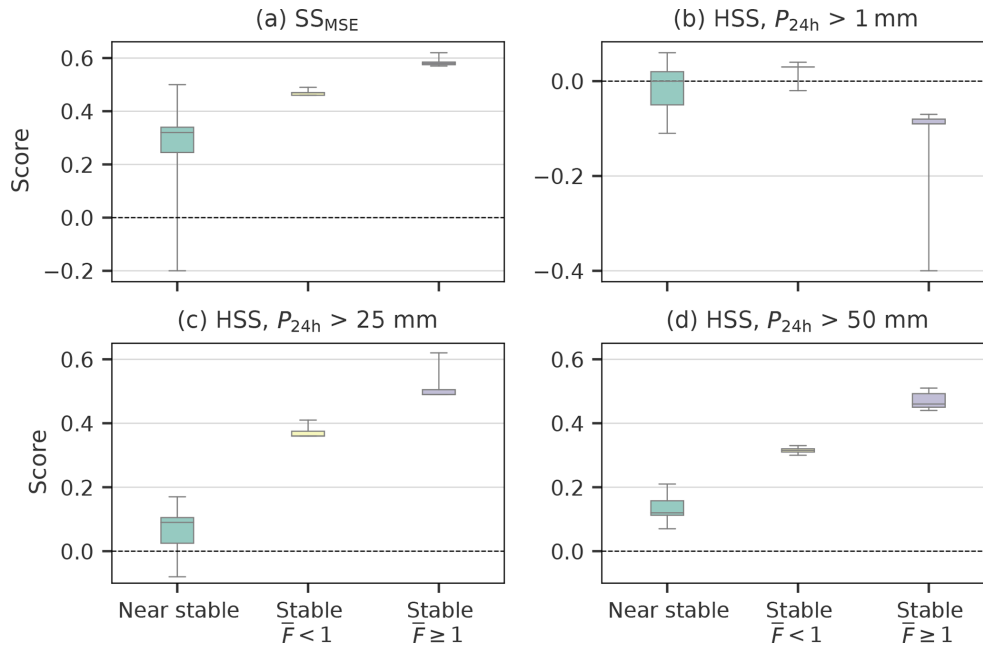 (a) SS_MSE
(b) HSS, P_24h > 1 mm
Score
0.6
0.4
0.2
0.0
−0.2
0.0
−0.2
−0.4
(c) HSS, P_24h > 25 mm
(d) HSS, P_24h > 50 mm
Score
0.6
0.4
0.2
0.0
0.6
0.4
0.2
0.0
Near stable
Stable
F̅ < 1
Stable
F̅ ≥ 1
Near stable
Stable
F̅ < 1
Stable
F̅ ≥ 1